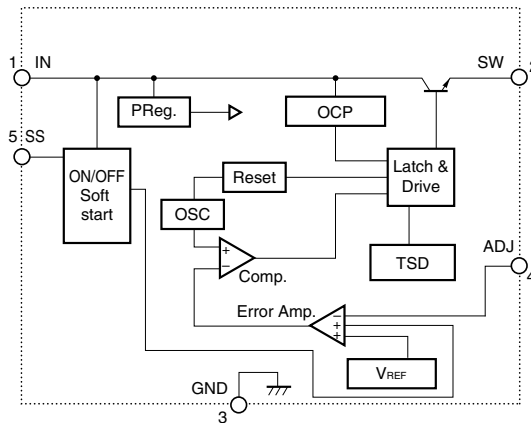 1 IN
SW
PReg.
OCP
5 SS
ON/OFF
Soft
start
Latch &
Drive
Reset
OSC
+
−
Comp.
TSD
ADJ
4
Error Amp.
−
+
+
VREF
GND
3